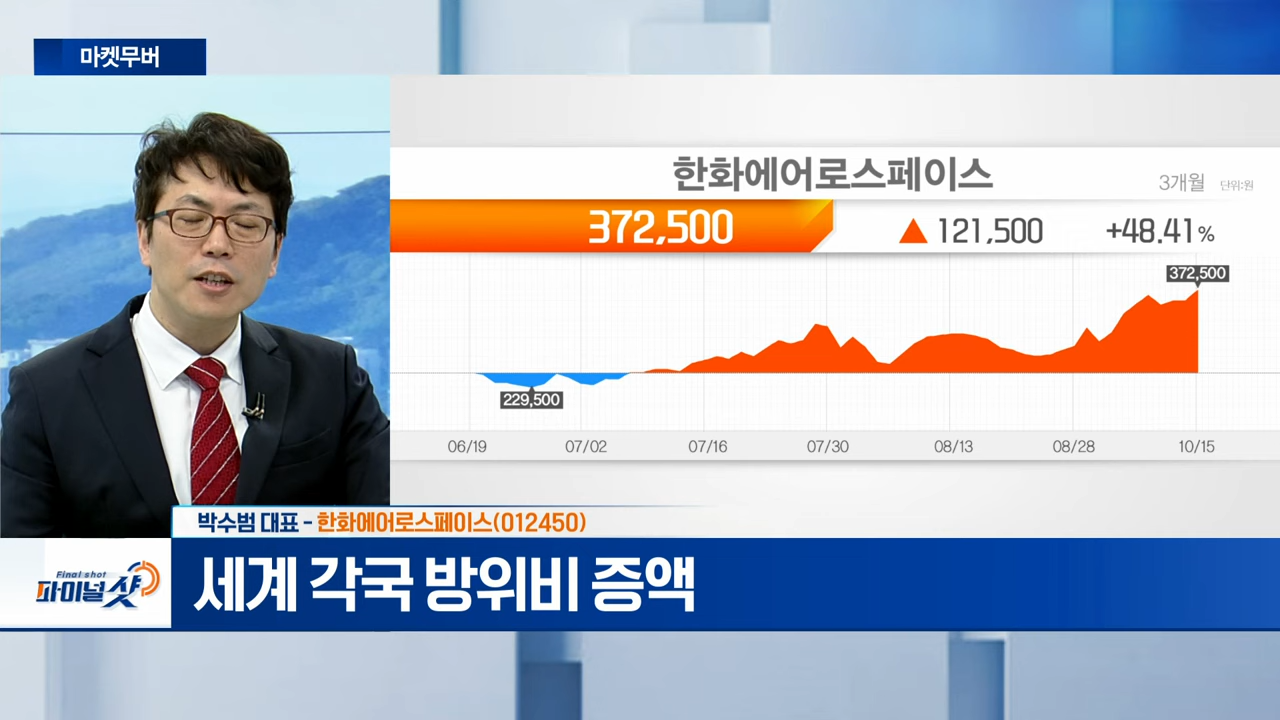 마켓무버
한화에어로스페이스
3개월 단위:원
372,500 ▲ 121,500 +48.41%
372,500
229,500
06/19 07/02 07/16 07/30 08/13 08/28 10/15
박수범 대표 - 한화에어로스페이스(012450)
Final shot
파이널샷
세계 각국 방위비 증액